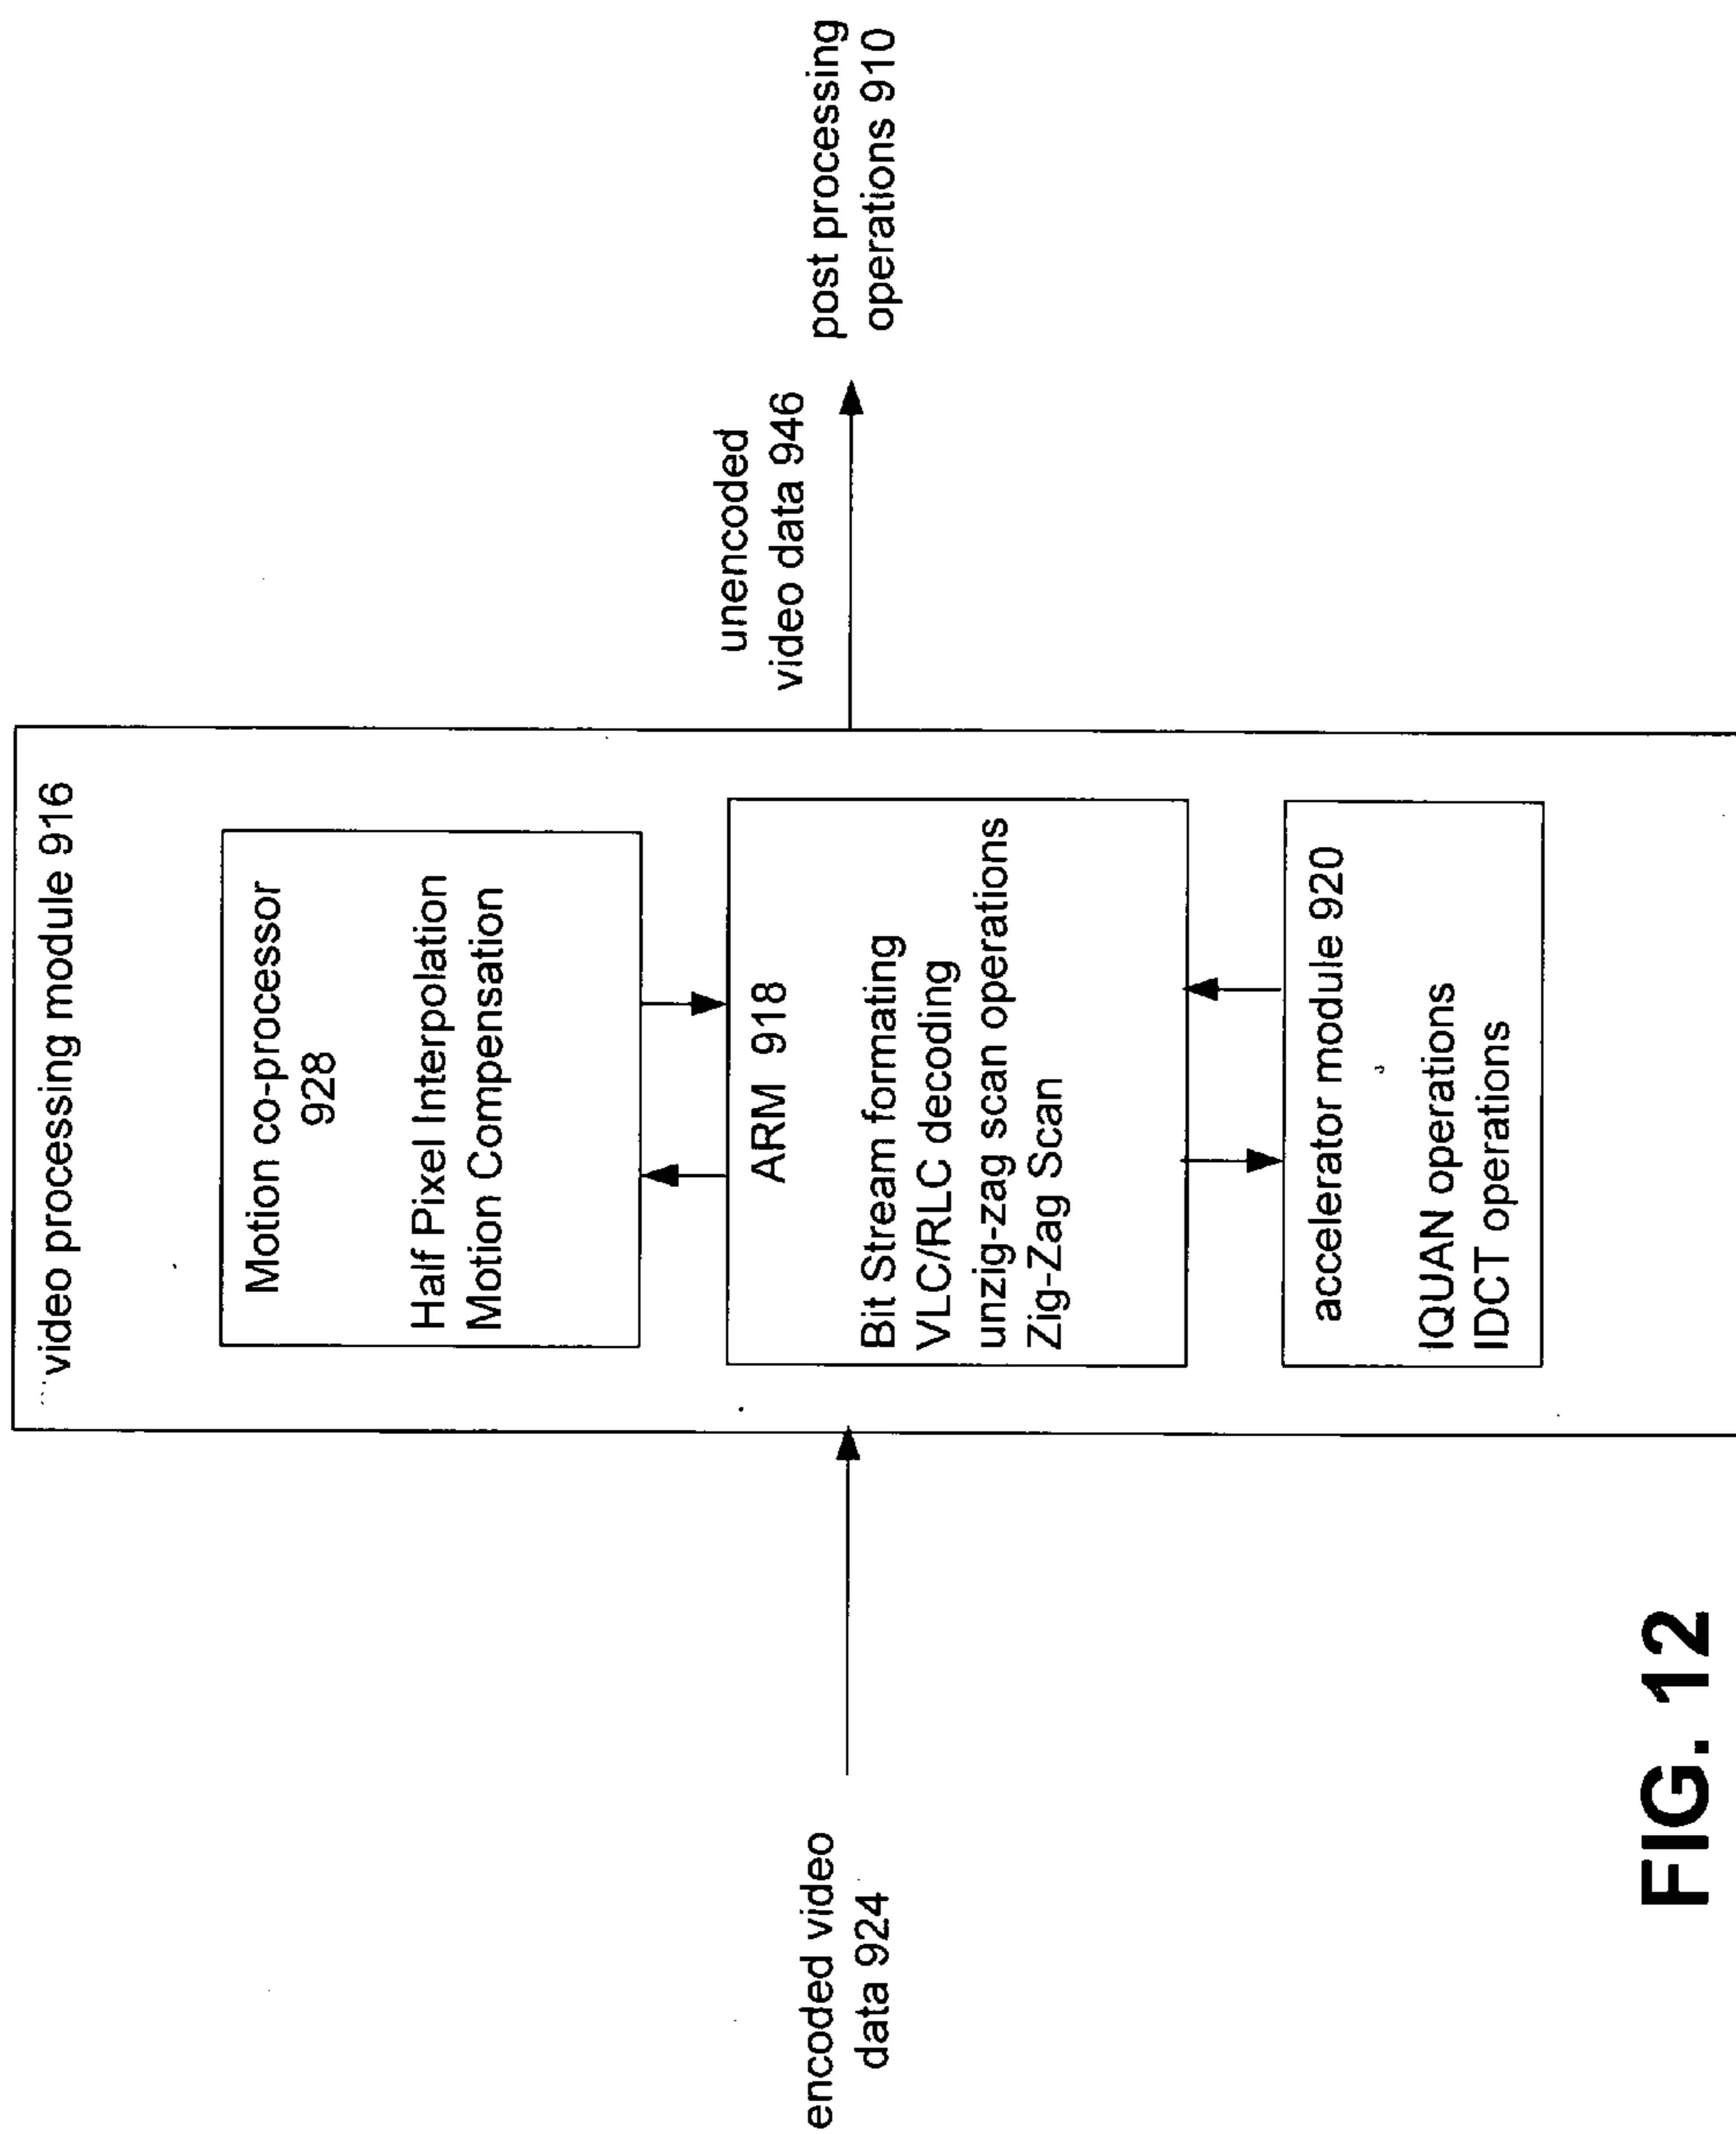 video processing module 916
Motion co-processor
928
Half Pixel Interpolation
Motion Compensation
ARM 918
Bit Stream formating
VLC/RLC decoding
unzig-zag scan operations
Zig-Zag Scan
accelerator module 920
IQUAN operations
IDCT operations
encoded video
data 924
unencoded
video data 946
post processing
operations 910
FIG. 12